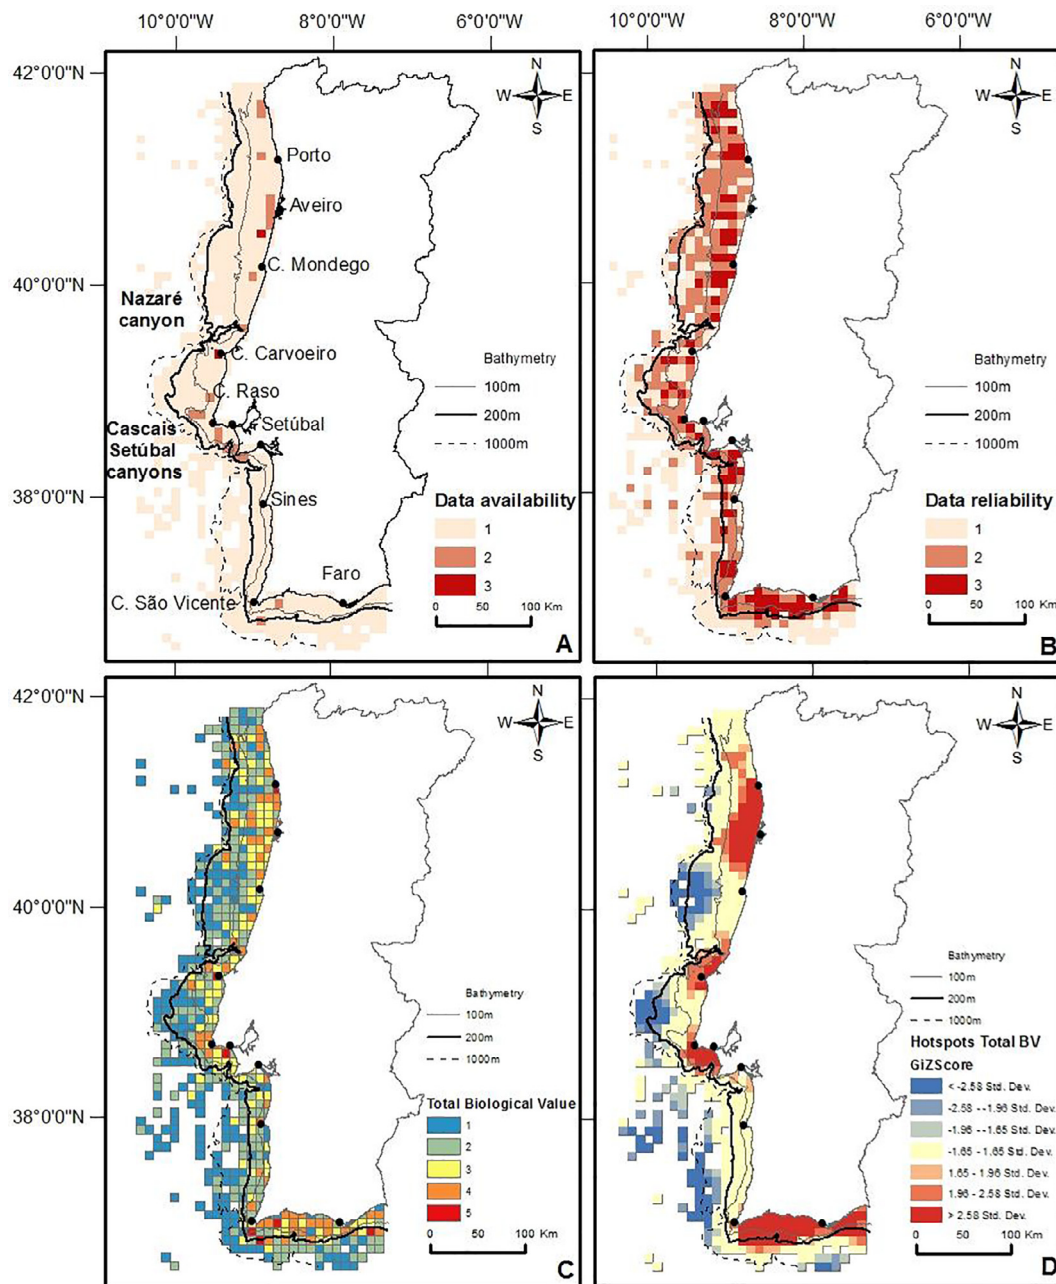 10°0'0"W 8°0'0"W 6°0'0"W 10°0'0"W 8°0'0"W 6°0'0"W
42°0'0"N
N
W E
S
Porto
Aveiro
C. Mondego
40°0'0"N
Nazaré
canyon
C. Carvoeiro
C. Raso
Setúbal
Cascais
Setúbal
canyons
38°0'0"N
Sines
Faro
C. São Vicente
Bathymetry
100m
200m
1000m
Data availability
1
2
3
0 50 100 Km
A
N
W E
S
Bathymetry
100m
200m
1000m
Data reliability
1
2
3
0 50 100 Km
B
42°0'0"N
40°0'0"N
38°0'0"N
N
W E
S
Bathymetry
100m
200m
1000m
Total Biological Value
1
2
3
4
5
0 50 100 Km
C
N
W E
S
Bathymetry
100m
200m
1000m
Hotspots Total BV
GiZScore
< -2.58 Std. Dev.
-2.58 - -1.96 Std. Dev.
-1.96 - -1.65 Std. Dev.
-1.65 - 1.65 Std. Dev.
1.65 - 1.96 Std. Dev.
1.96 - 2.58 Std. Dev.
> 2.58 Std. Dev.
0 50 100 Km
D